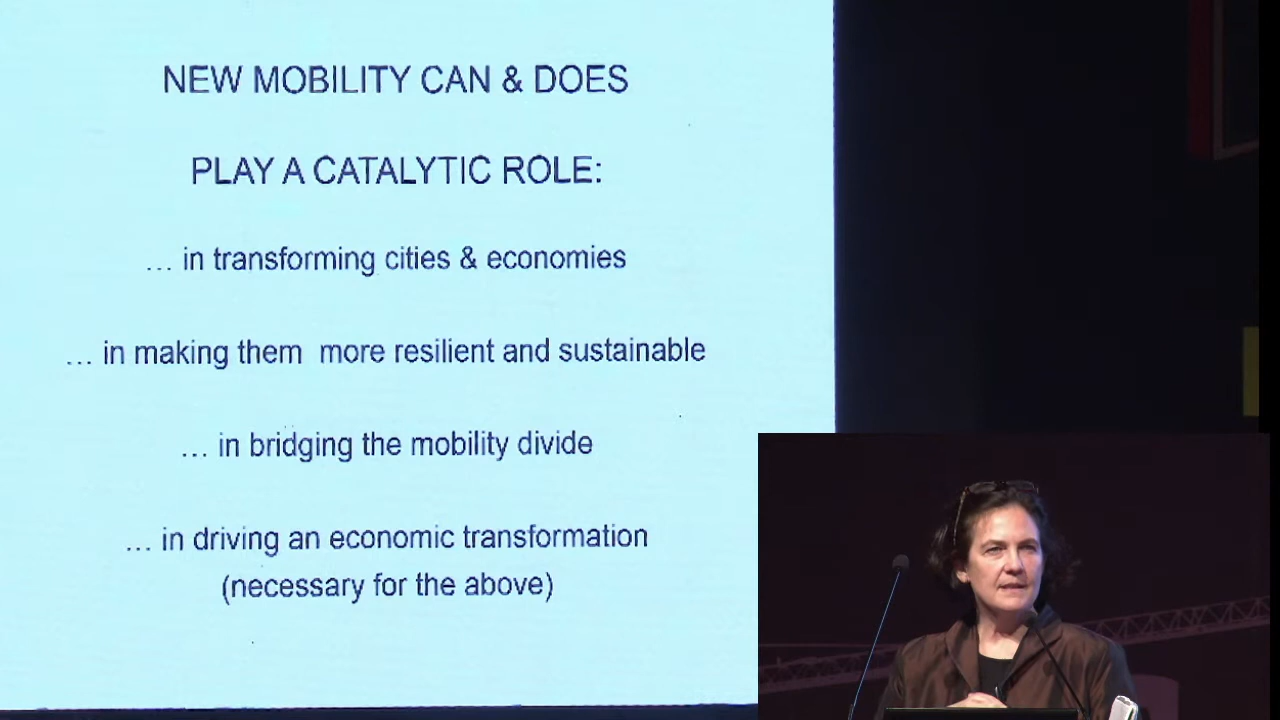 NEW MOBILITY CAN & DOES
PLAY A CATALYTIC ROLE:
… in transforming cities & economies
… in making them  more resilient and sustainable
… in bridging the mobility divide
… in driving an economic transformation
(necessary for the above)